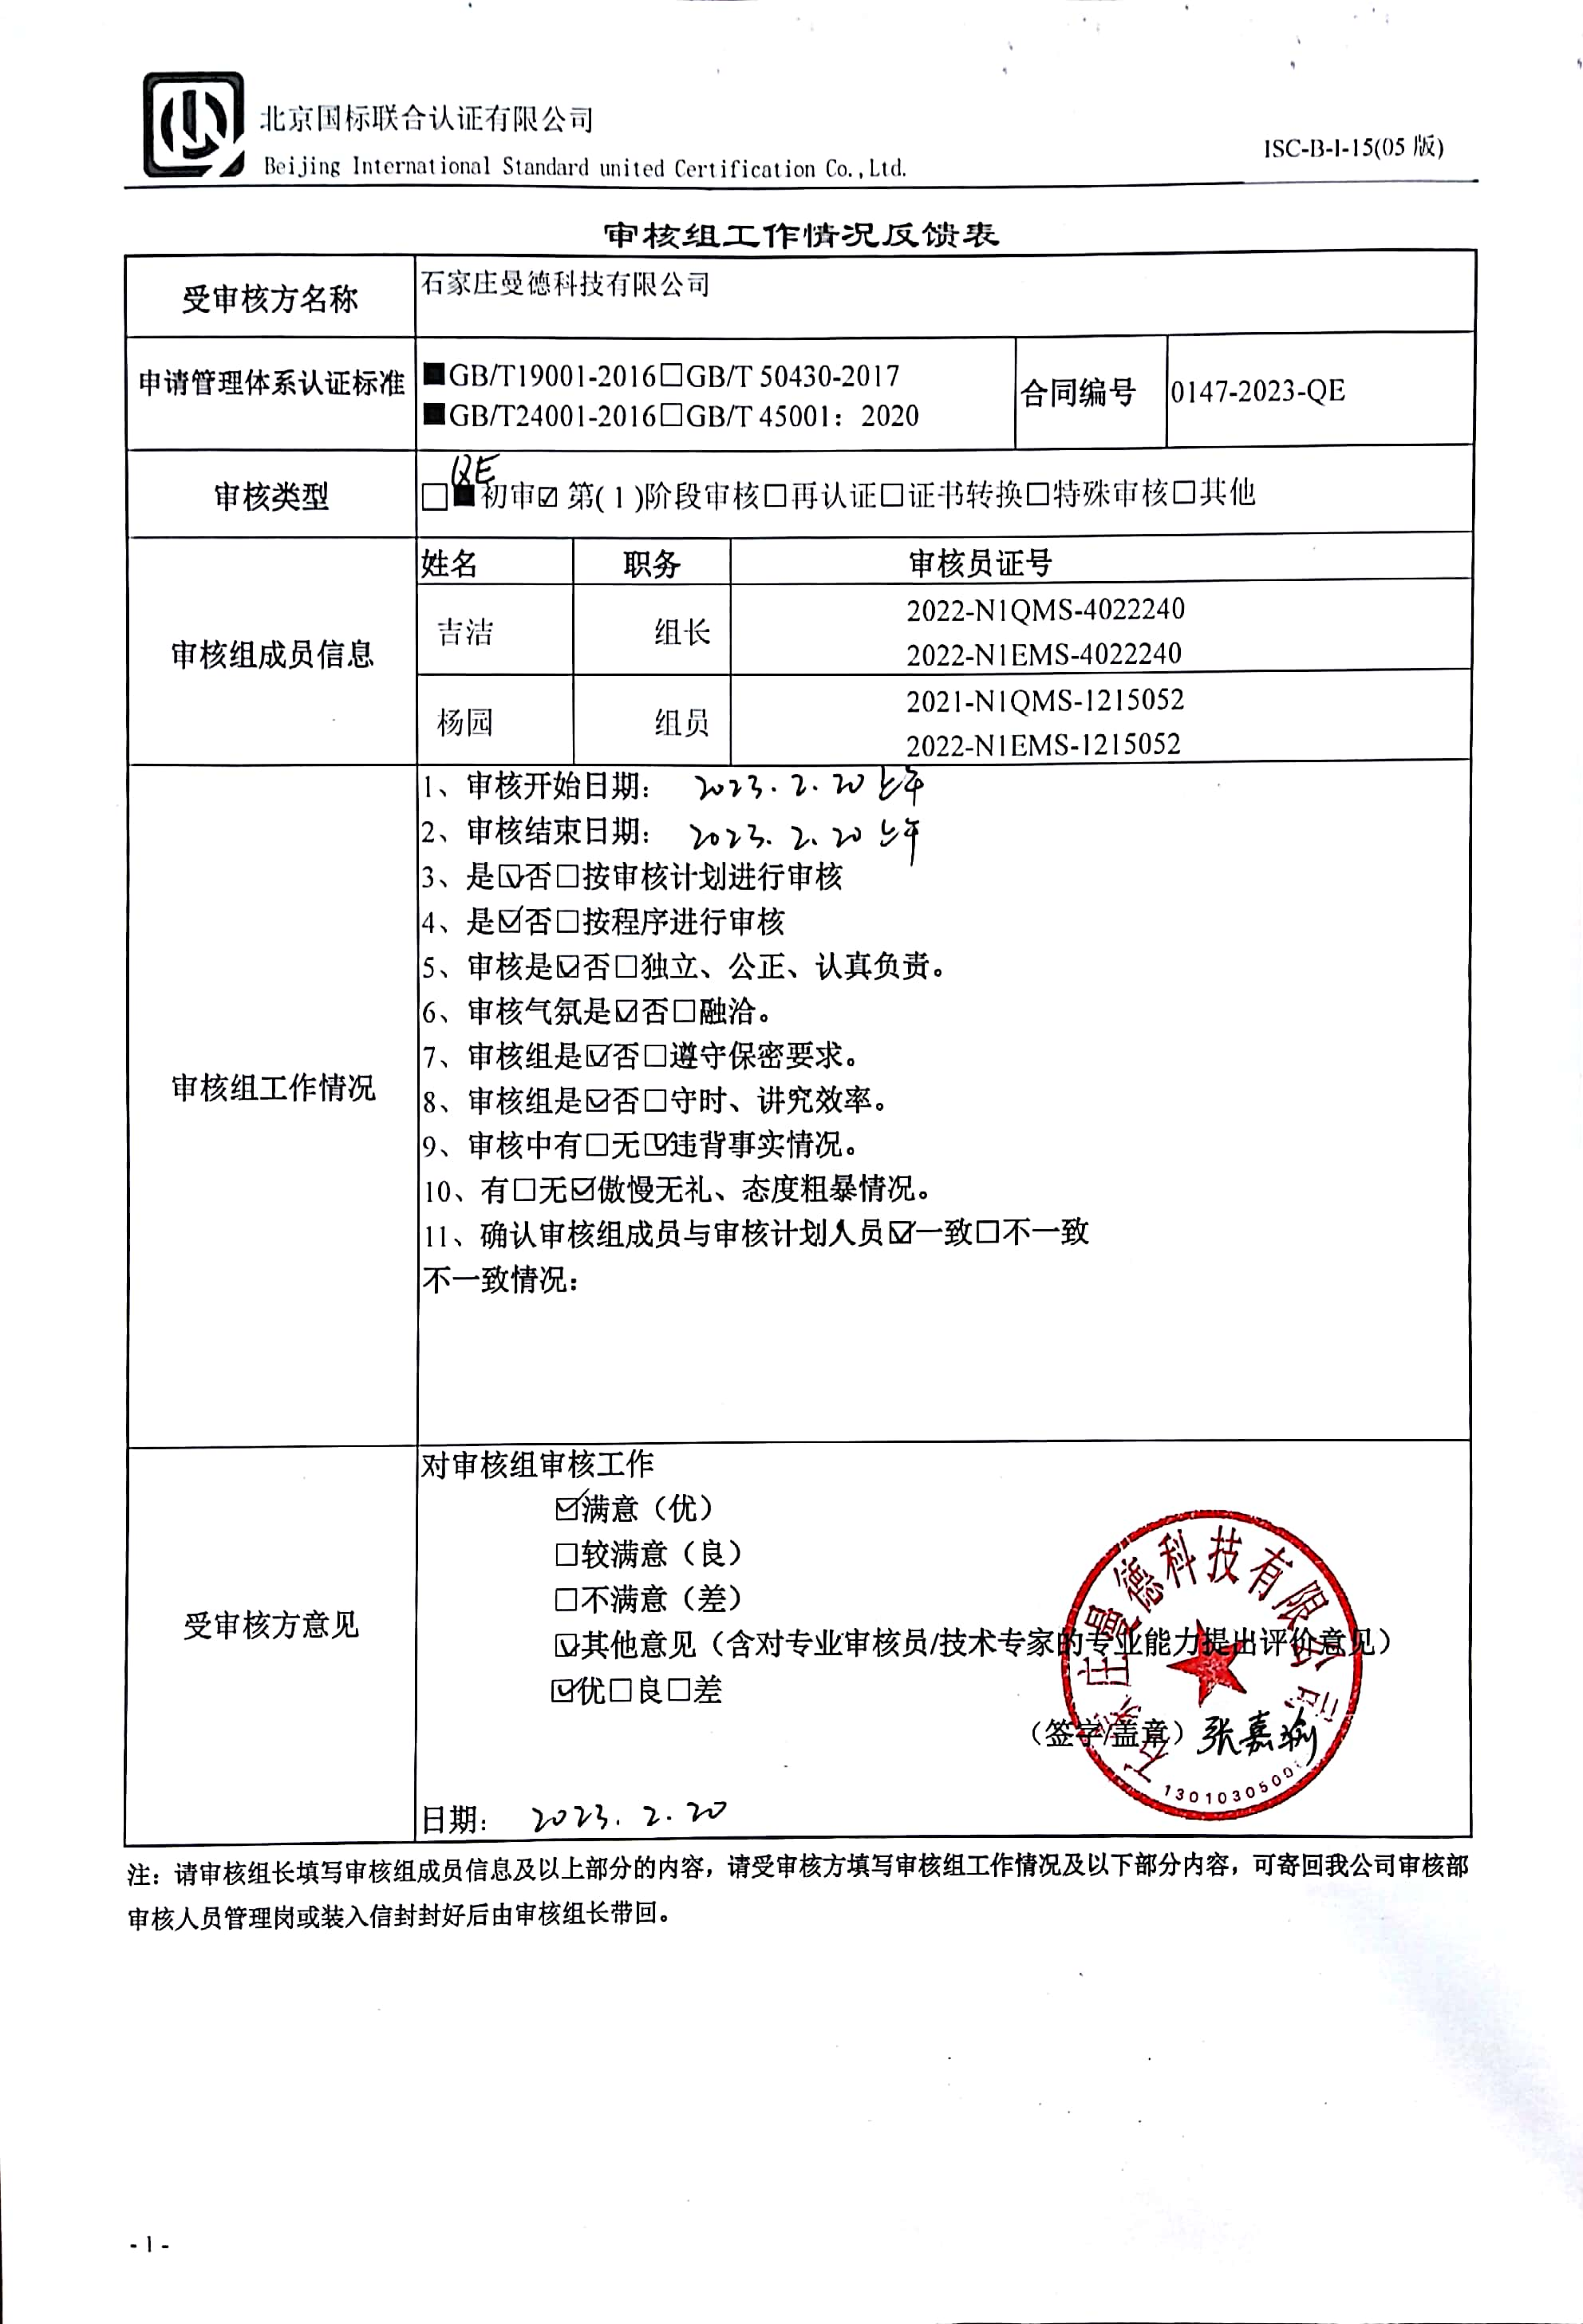 北京国标联合认证有限公司
Beijing International Standard united Certification Co.,Ltd.
ISC-B-I-15(05 版)
审核组工作情况反馈表
受审核方名称
石家庄曼德科技有限公司
申请管理体系认证标准
■GB/T19001-2016□GB/T 50430-2017
■GB/T24001-2016□GB/T 45001：2020
合同编号
0147-2023-QE
审核类型
QE
□■初审☑ 第(1)阶段审核□再认证□证书转换□特殊审核□其他
审核组成员信息
姓名 职务 审核员证号
吉洁 组长 2022-N1QMS-4022240
2022-N1EMS-4022240
杨园 组员 2021-N1QMS-1215052
2022-N1EMS-1215052
审核组工作情况
1、审核开始日期： 2023.2.20 上午
2、审核结束日期： 2023.2.20 上午
3、是☑否□按审核计划进行审核
4、是☑否□按程序进行审核
5、审核是☑否□独立、公正、认真负责。
6、审核气氛是☑否□融洽。
7、审核组是☑否□遵守保密要求。
8、审核组是☑否□守时、讲究效率。
9、审核中有□无☑违背事实情况。
10、有□无☑傲慢无礼、态度粗暴情况。
11、确认审核组成员与审核计划人员☑一致□不一致
不一致情况：
受审核方意见
对审核组审核工作
☑满意（优）
□较满意（良）
□不满意（差）
☑其他意见（含对专业审核员/技术专家的专业能力提出评价意见）
☑优□良□差
（签字/盖章）张嘉瑜
石家庄曼德科技有限公司
1301030500
日期： 2023.2.20
注：请审核组长填写审核组成员信息及以上部分的内容，请受审核方填写审核组工作情况及以下部分内容，可寄回我公司审核部
审核人员管理岗或装入信封封好后由审核组长带回。
- 1 -